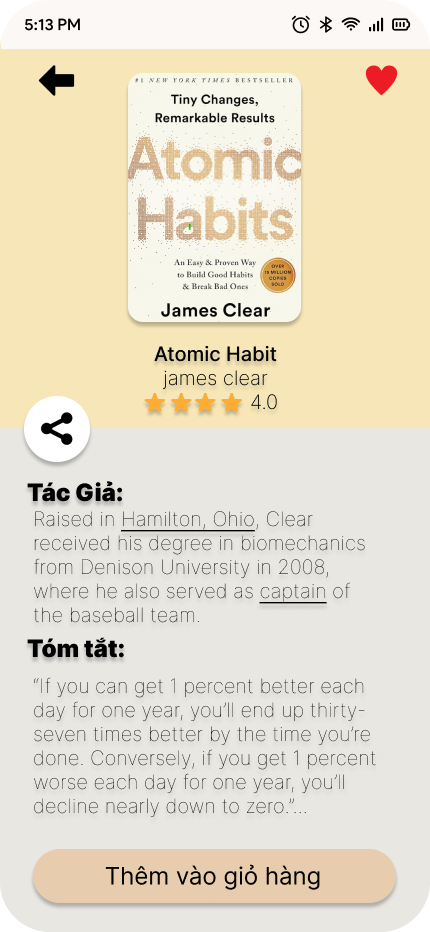 5:13 PM
#1 NEW YORK TIMES BESTSELLER
Tiny Changes,
Remarkable Results
Atomic
Habits
An Easy & Proven Way
to Build Good Habits
& Break Bad Ones
OVER
10 MILLION
COPIES
SOLD
James Clear
Atomic Habit
james clear
4.0
Tác Giả:
Raised in Hamilton, Ohio, Clear
received his degree in biomechanics
from Denison University in 2008,
where he also served as captain of
the baseball team.
Tóm tắt:
“If you can get 1 percent better each
day for one year, you’ll end up thirty-
seven times better by the time you’re
done. Conversely, if you get 1 percent
worse each day for one year, you’ll
decline nearly down to zero.”...
Thêm vào giỏ hàng